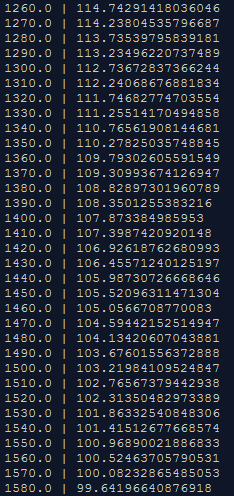 1260.0 | 114.74291418036046
1270.0 | 114.23804535796687
1280.0 | 113.73539795839181
1290.0 | 113.23496220737489
1300.0 | 112.73672837366244
1310.0 | 112.24068676881834
1320.0 | 111.74682774703554
1330.0 | 111.25514170494858
1340.0 | 110.76561908144681
1350.0 | 110.27825035748845
1360.0 | 109.79302605591549
1370.0 | 109.30993674126947
1380.0 | 108.82897301960789
1390.0 | 108.3501255383216
1400.0 | 107.873384985953
1410.0 | 107.3987420920148
1420.0 | 106.92618762680993
1430.0 | 106.45571240125197
1440.0 | 105.98730726668646
1450.0 | 105.52096311471304
1460.0 | 105.0566708770083
1470.0 | 104.59442152514947
1480.0 | 104.13420607043881
1490.0 | 103.67601556372888
1500.0 | 103.21984109524847
1510.0 | 102.76567379442938
1520.0 | 102.31350482973389
1530.0 | 101.86332540848306
1540.0 | 101.41512677668574
1550.0 | 100.96890021886833
1560.0 | 100.52463705790531
1570.0 | 100.08232865485053
1580.0 | 99.64196640876918